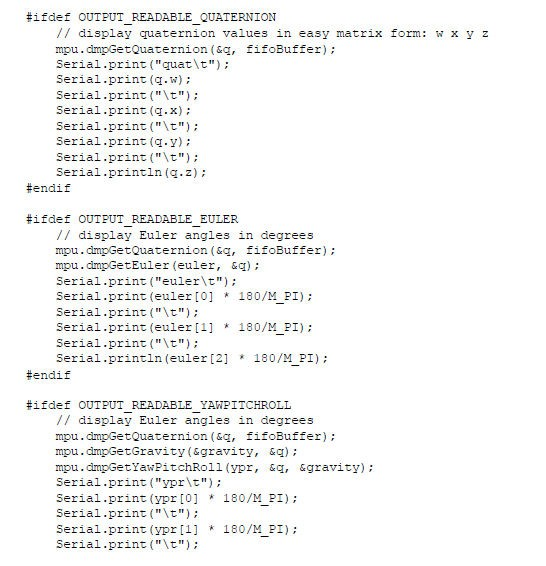 #ifdef OUTPUT_READABLE_QUATERNION
// display quaternion values in easy matrix form: w x y z
mpu.dmpGetQuaternion(&q, fifoBuffer);
Serial.print("quat\t");
Serial.print(q.w);
Serial.print("\t");
Serial.print(q.x);
Serial.print("\t");
Serial.print(q.y);
Serial.print("\t");
Serial.println(q.z);
#endif
#ifdef OUTPUT_READABLE_EULER
// display Euler angles in degrees
mpu.dmpGetQuaternion(&q, fifoBuffer);
mpu.dmpGetEuler(euler, &q);
Serial.print("euler\t");
Serial.print(euler[0] * 180/M_PI);
Serial.print("\t");
Serial.print(euler[1] * 180/M_PI);
Serial.print("\t");
Serial.println(euler[2] * 180/M_PI);
#endif
#ifdef OUTPUT_READABLE_YAWPITCHROLL
// display Euler angles in degrees
mpu.dmpGetQuaternion(&q, fifoBuffer);
mpu.dmpGetGravity(&gravity, &q);
mpu.dmpGetYawPitchRoll(ypr, &q, &gravity);
Serial.print("ypr\t");
Serial.print(ypr[0] * 180/M_PI);
Serial.print("\t");
Serial.print(ypr[1] * 180/M_PI);
Serial.print("\t");